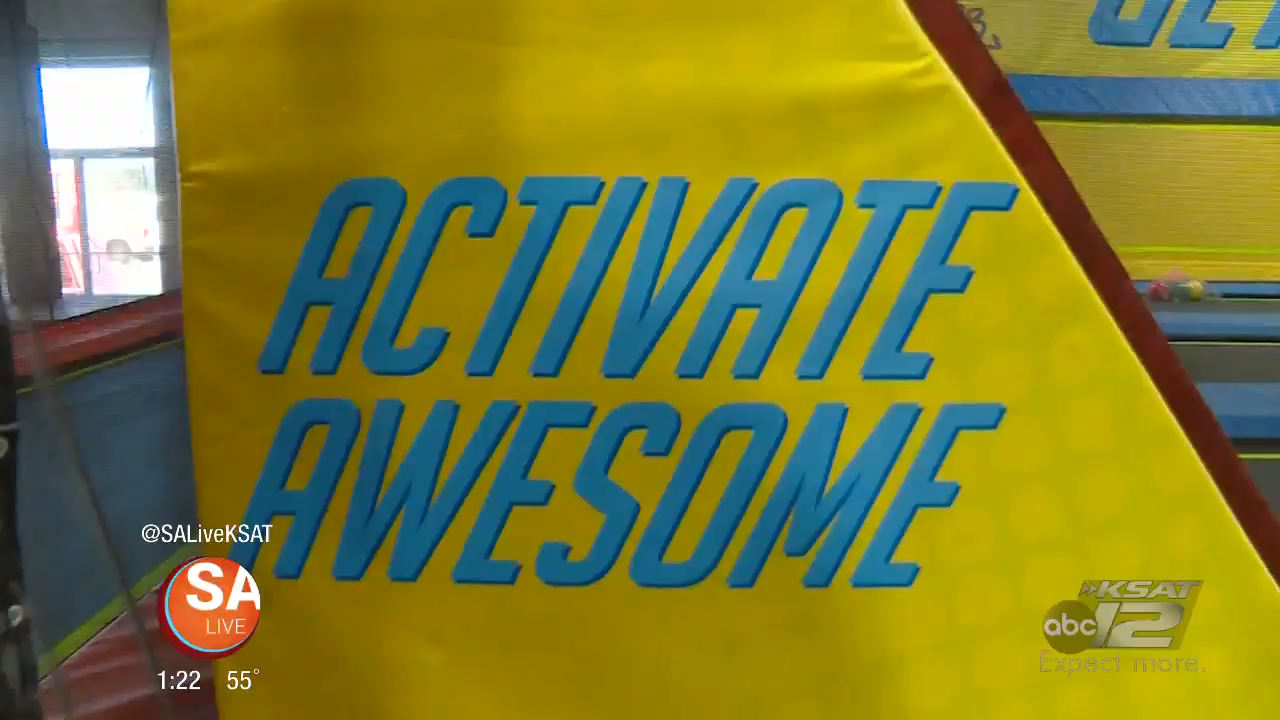 ACTIVATE
AWESOME
@SALiveKSAT
SA
LIVE
1:22 55°
KSAT
abc 12
Expect more.